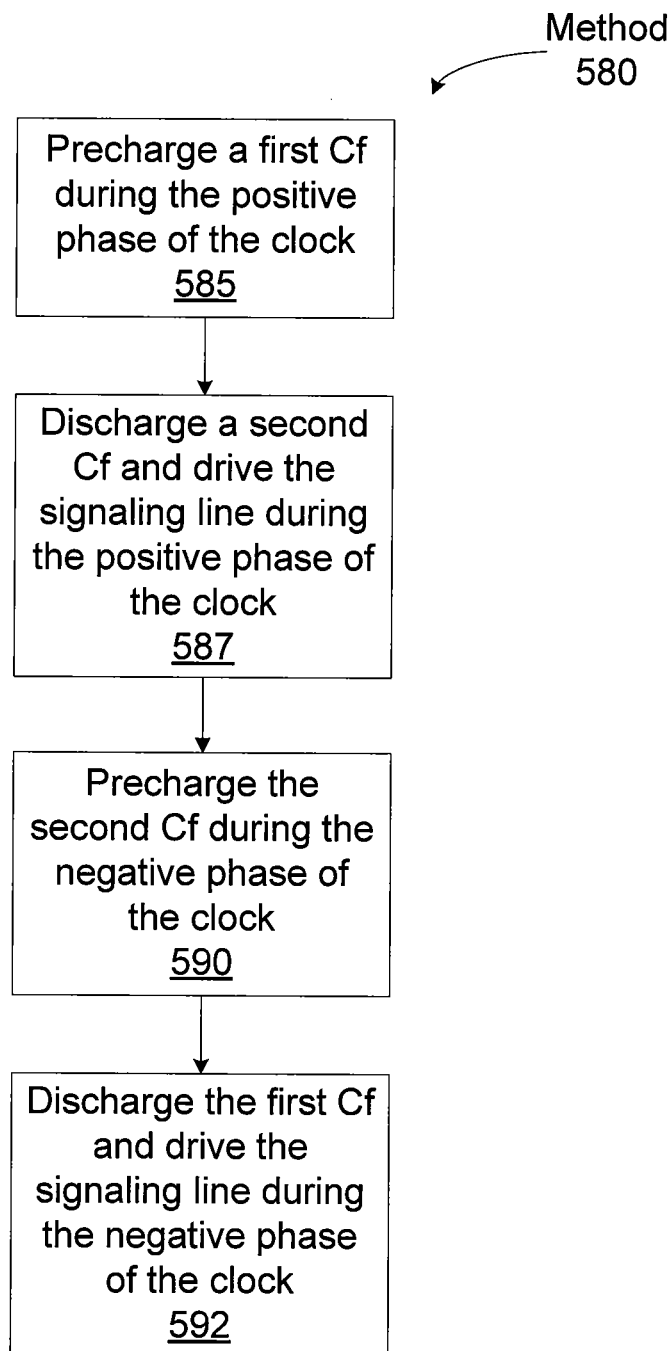 Method
580
Precharge a first Cf
during the positive
phase of the clock
585
Discharge a second
Cf and drive the
signaling line during
the positive phase of
the clock
587
Precharge the
second Cf during the
negative phase of
the clock
590
Discharge the first Cf
and drive the
signaling line during
the negative phase
of the clock
592